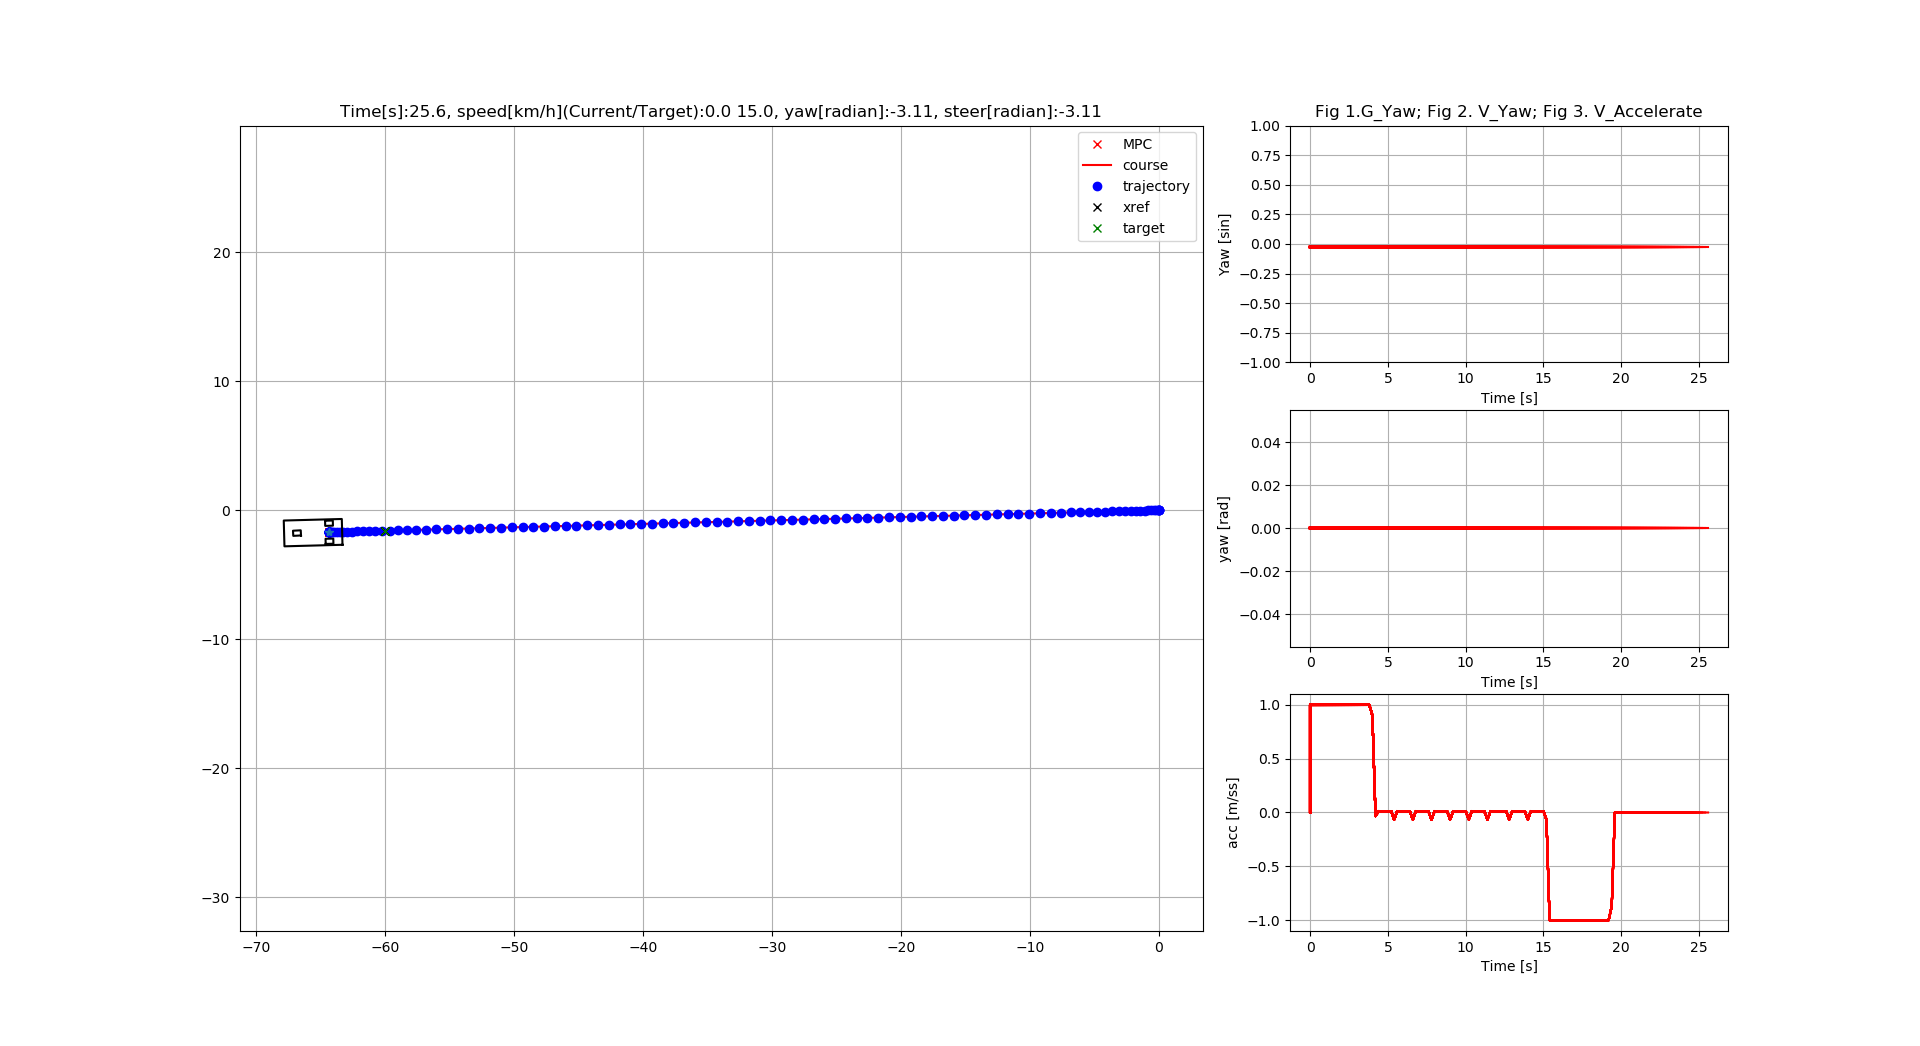 Time[s]:25.6, speed[km/h](Current/Target):0.0 15.0, yaw[radian]:-3.11, steer[radian]:-3.11
MPC
course
trajectory
xref
target
20
10
0
−10
−20
−30
−70 −60 −50 −40 −30 −20 −10 0
Fig 1.G_Yaw; Fig 2. V_Yaw; Fig 3. V_Accelerate
Yaw [sin]
1.00
0.75
0.50
0.25
0.00
−0.25
−0.50
−0.75
−1.00
0 5 10 15 20 25
Time [s]
yaw [rad]
0.04
0.02
0.00
−0.02
−0.04
0 5 10 15 20 25
Time [s]
acc [m/ss]
1.0
0.5
0.0
−0.5
−1.0
0 5 10 15 20 25
Time [s]